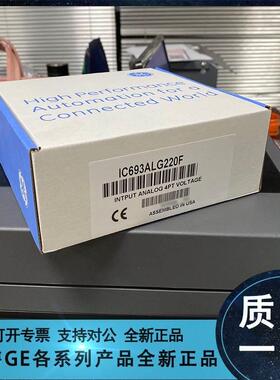 High Performance
Automation for a
Connected World
IC693ALG220F
INTPUT ANALOG 4PT VOLTAGE
ASSEMBLED IN USA
CE
可开专票 支持对公 全新正品
GE各系列产品全新正品
质
一